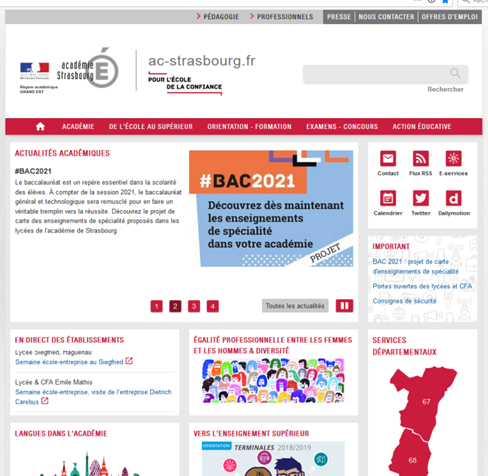 PÉDAGOGIE
PROFESSIONNELS
PRESSE
NOUS CONTACTER
OFFRES D'EMPLOI
académie
Strasbourg
Région académique
GRAND EST
ac-strasbourg.fr
POUR L'ÉCOLE
DE LA CONFIANCE
Rechercher
ACADÉMIE
DE L'ÉCOLE AU SUPÉRIEUR
ORIENTATION - FORMATION
EXAMENS - CONCOURS
ACTION ÉDUCATIVE
ACTUALITÉS ACADÉMIQUES
#BAC2021
Le baccalauréat est un repère essentiel dans la scolarité
des élèves. À compter de la session 2021, le baccalauréat
général et technologique sera remusclé pour en faire un
véritable tremplin vers la réussite. Découvrez le projet de
carte des enseignements de spécialité proposés dans les
lycées de l'académie de Strasbourg.
#BAC2021
Découvrez dès maintenant
les enseignements
de spécialité
dans votre académie
PROJET
1
2
3
4
Toutes les actualités
Contact
Flux RSS
E-services
Calendrier
Twitter
Dailymotion
IMPORTANT
BAC 2021 : projet de carte
d'enseignements de spécialité
Portes ouvertes des lycées et CFA
Consignes de sécurité
EN DIRECT DES ÉTABLISSEMENTS
Lycée Siegfried, Haguenau
Semaine école-entreprise au Siegfried
Lycée & CFA Emile Mathis
Semaine école-entreprise, visite de l'entreprise Dietrich
Carebus
ÉGALITÉ PROFESSIONNELLE ENTRE LES FEMMES
ET LES HOMMES & DIVERSITÉ
SERVICES
DÉPARTEMENTAUX
67
68
LANGUES DANS L'ACADÉMIE
VERS L'ENSEIGNEMENT SUPÉRIEUR
ORIENTATION
TERMINALES 2018/2019